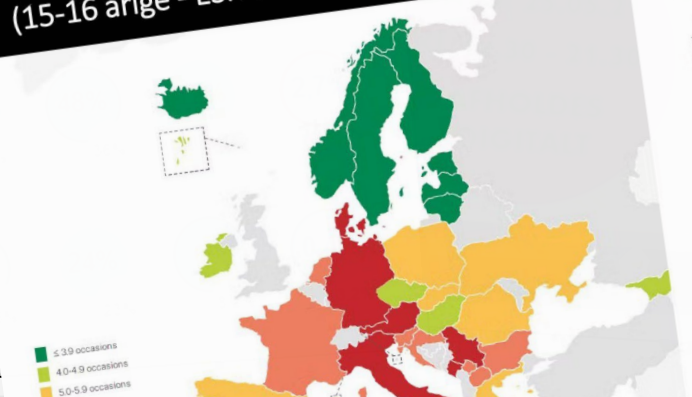 (15-16 årige -
≤ 3.9 occasions
4.0-4.9 occasions
5.0-5.9 occasions